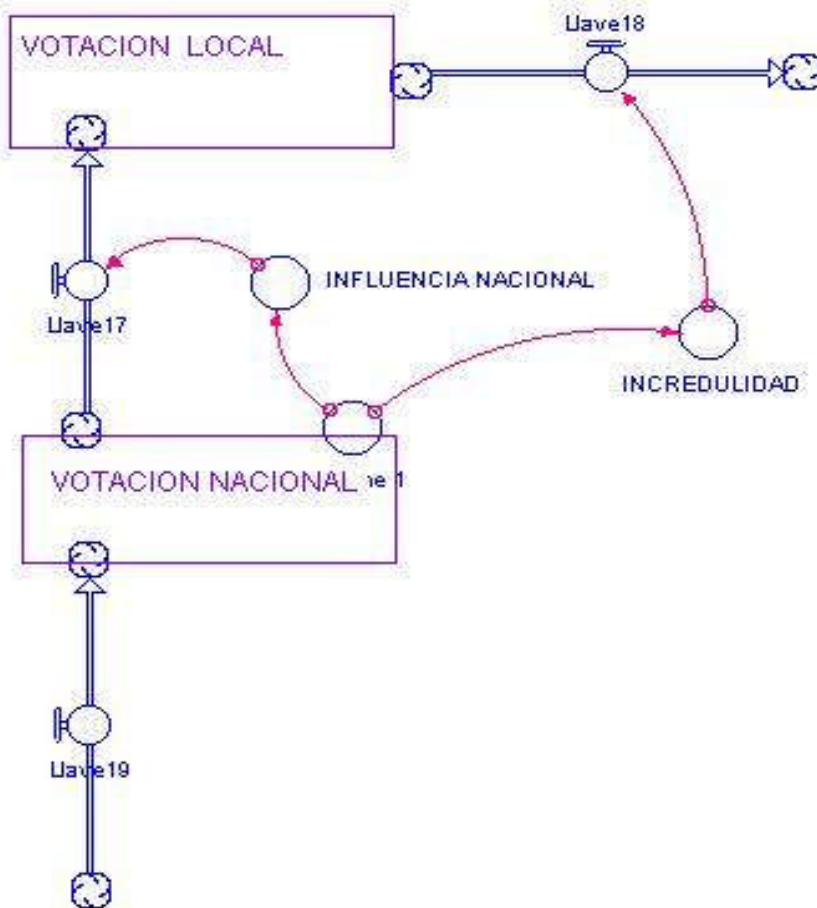 VOTACION LOCAL
Llave18
INFLUENCIA NACIONAL
Llave17
INCREDULIDAD
VOTACION NACIONAL
Llave19